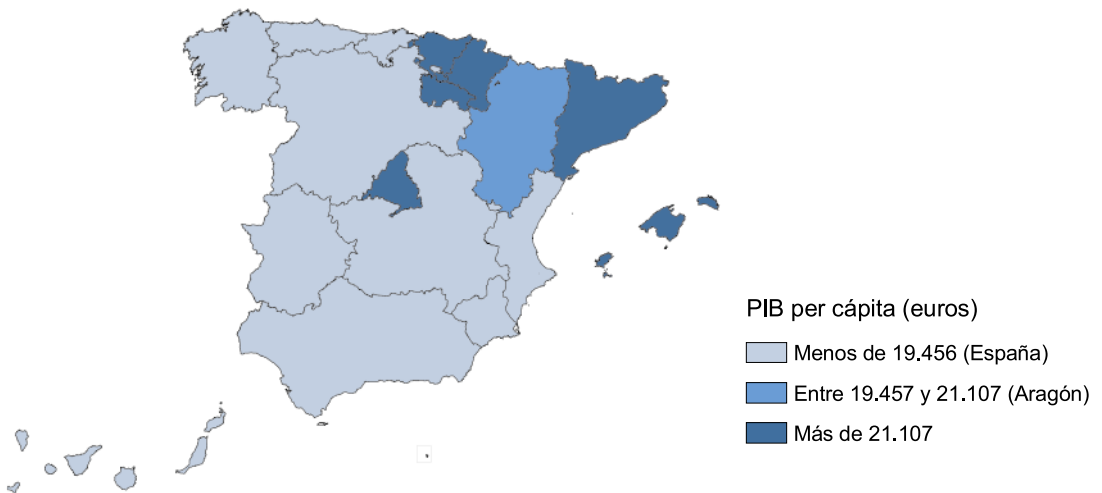 PIB per cápita (euros)
Menos de 19.456 (España)
Entre 19.457 y 21.107 (Aragón)
Más de 21.107